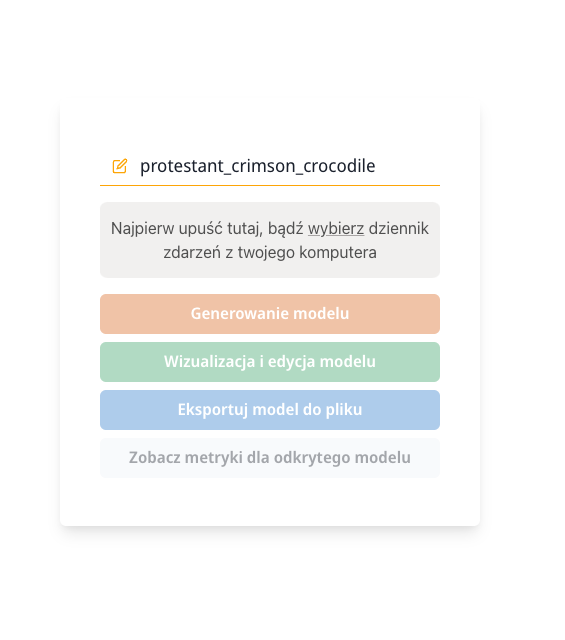 protestant_crimson_crocodile
Najpierw upuść tutaj, bądź wybierz dziennik
zdarzeń z twojego komputera
Generowanie modelu
Wizualizacja i edycja modelu
Eksportuj model do pliku
Zobacz metryki dla odkrytego modelu